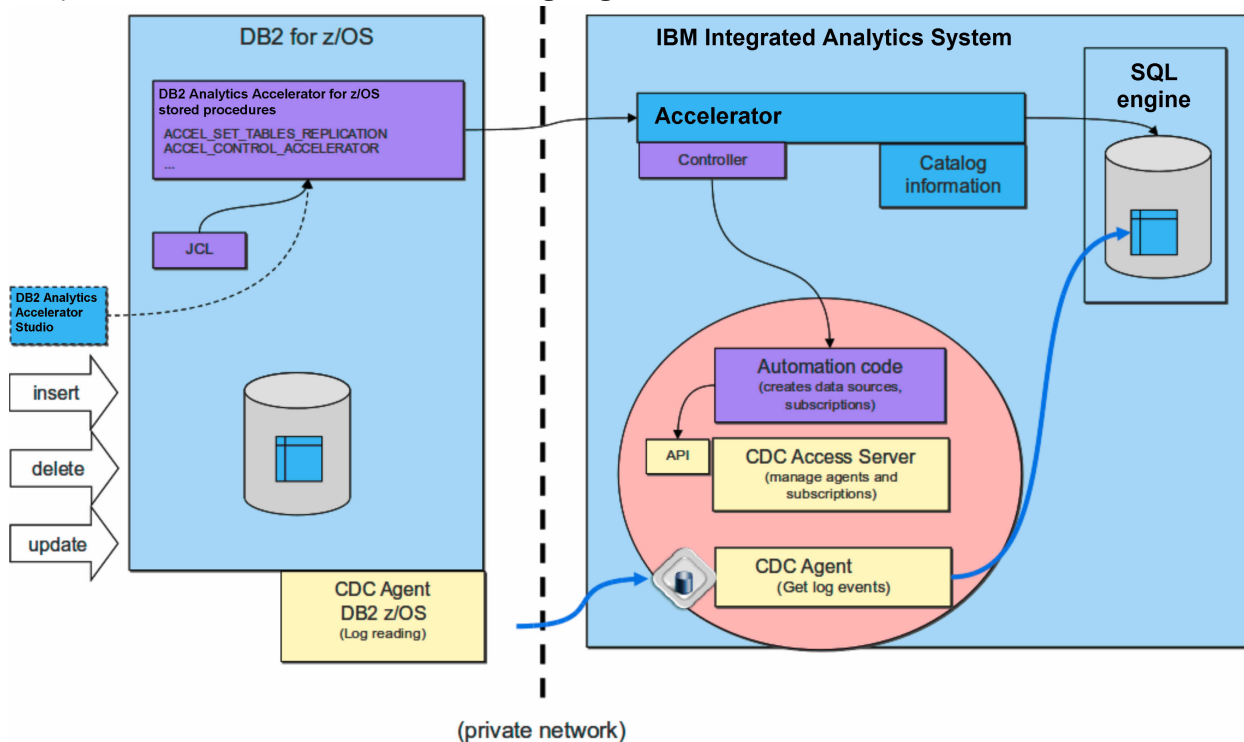 DB2 for z/OS
DB2 Analytics Accelerator for z/OS
stored procedures
ACCEL_SET_TABLES_REPLICATION
ACCEL_CONTROL_ACCELERATOR
...
JCL
DB2 Analytics
Accelerator
Studio
insert
delete
update
CDC Agent
DB2 z/OS
(Log reading)
IBM Integrated Analytics System
SQL
engine
Accelerator
Controller
Catalog
information
Automation code
(creates data sources,
subscriptions)
API
CDC Access Server
(manage agents and
subscriptions)
CDC Agent
(Get log events)
(private network)